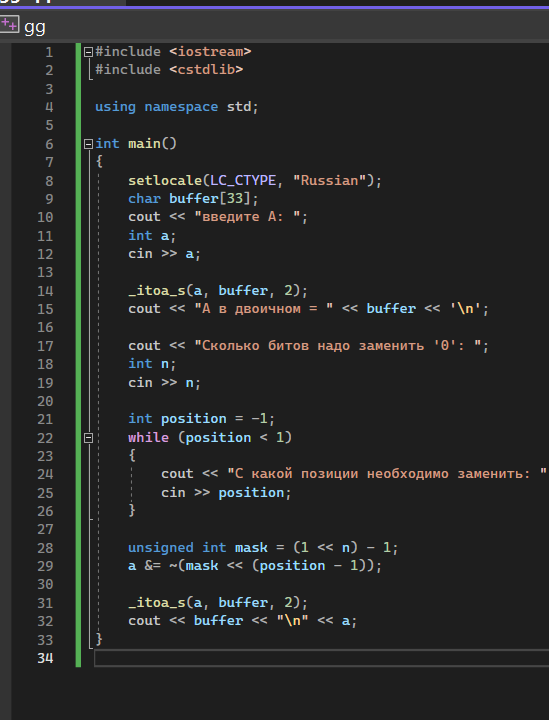 gg
1 #include <iostream>
2 #include <cstdlib>
3
4 using namespace std;
5
6 int main()
7 {
8 setlocale(LC_CTYPE, "Russian");
9 char buffer[33];
10 cout << "введите А: ";
11 int a;
12 cin >> a;
13
14 _itoa_s(a, buffer, 2);
15 cout << "А в двоичном = " << buffer << '\n';
16
17 cout << "Сколько битов надо заменить '0': ";
18 int n;
19 cin >> n;
20
21 int position = -1;
22 while (position < 1)
23 {
24 cout << "С какой позиции необходимо заменить: "
25 cin >> position;
26 }
27
28 unsigned int mask = (1 << n) - 1;
29 a &= ~(mask << (position - 1));
30
31 _itoa_s(a, buffer, 2);
32 cout << buffer << "\n" << a;
33 }
34